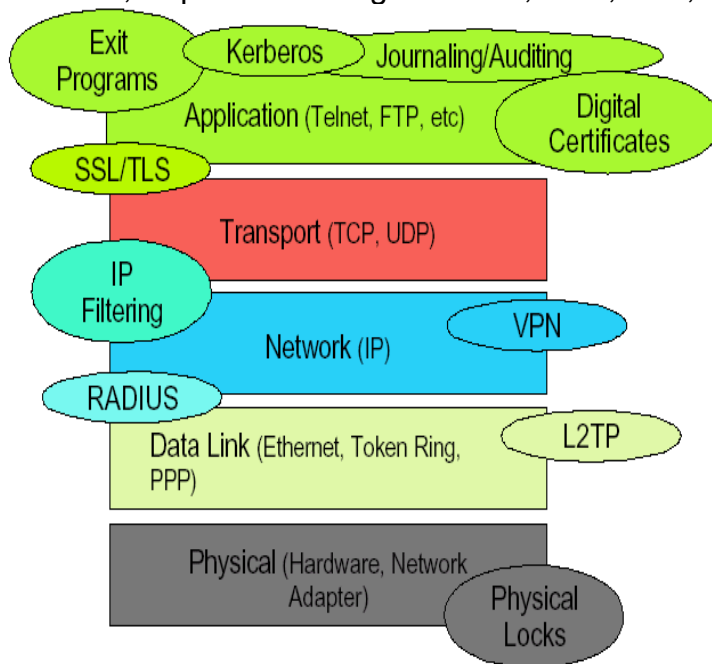 Exit
Programs
Kerberos
Journaling/Auditing
Application (Telnet, FTP, etc)
Digital
Certificates
SSL/TLS
Transport (TCP, UDP)
IP
Filtering
Network (IP)
VPN
RADIUS
Data Link (Ethernet, Token Ring,
PPP)
L2TP
Physical (Hardware, Network
Adapter)
Physical
Locks